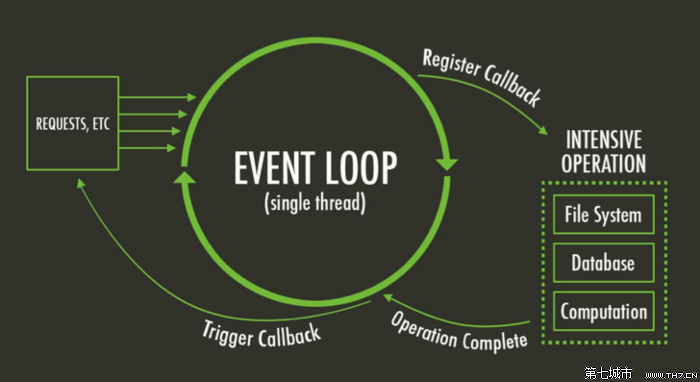 REQUESTS, ETC
EVENT LOOP
(single thread)
Register Callback
INTENSIVE
OPERATION
File System
Database
Computation
Operation Complete
Trigger Callback
第七城市 WWW.TH7.CN